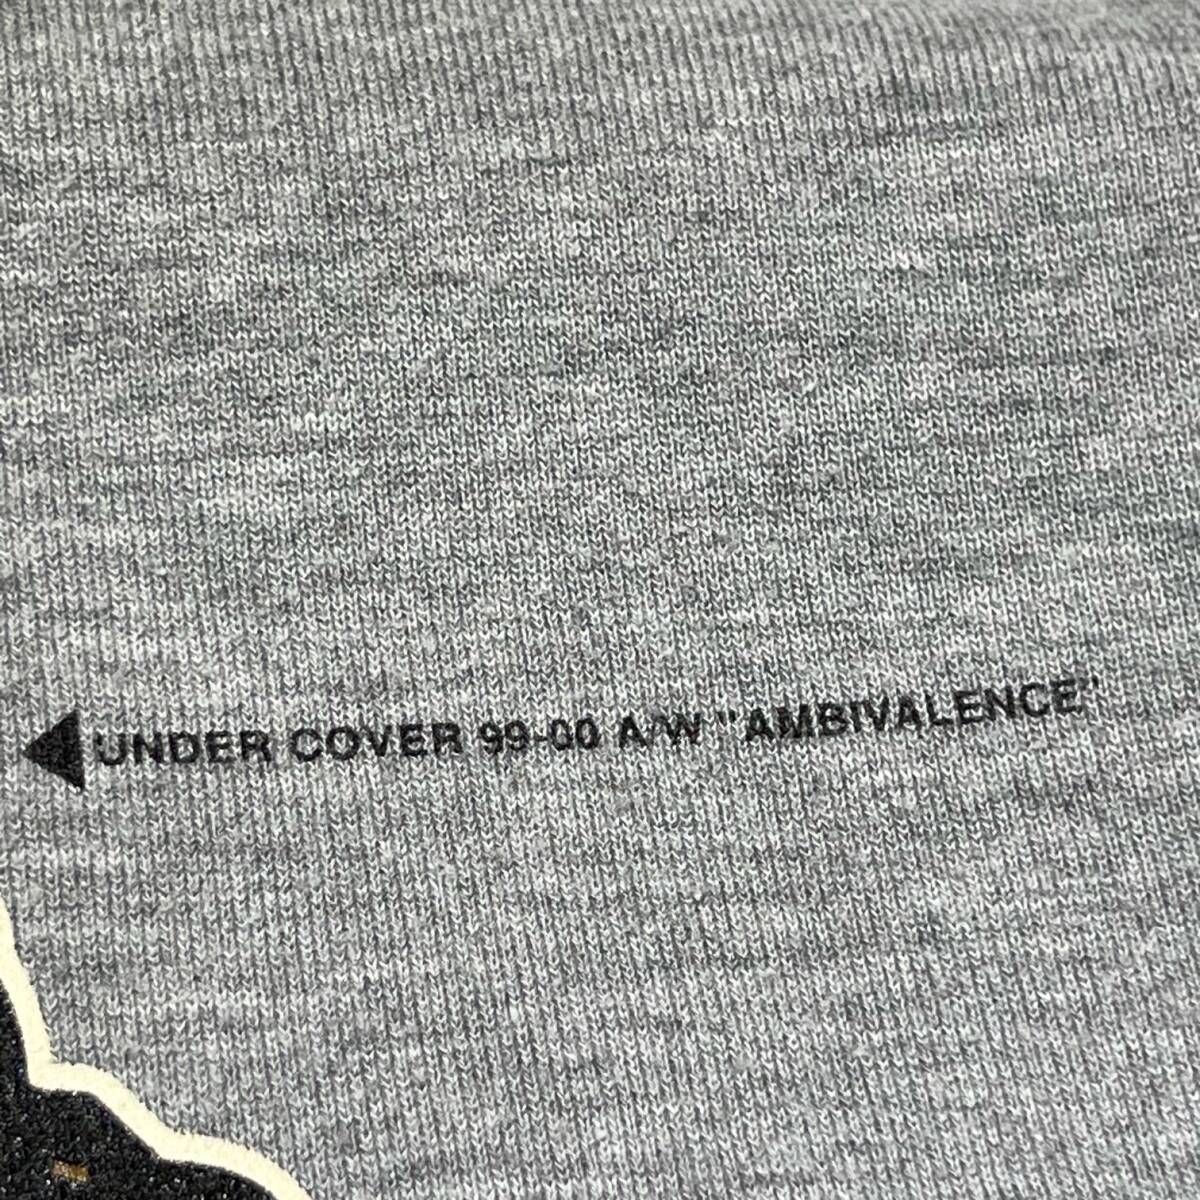 ◀ UNDER COVER 99-00 A/W "AMBIVALENCE"